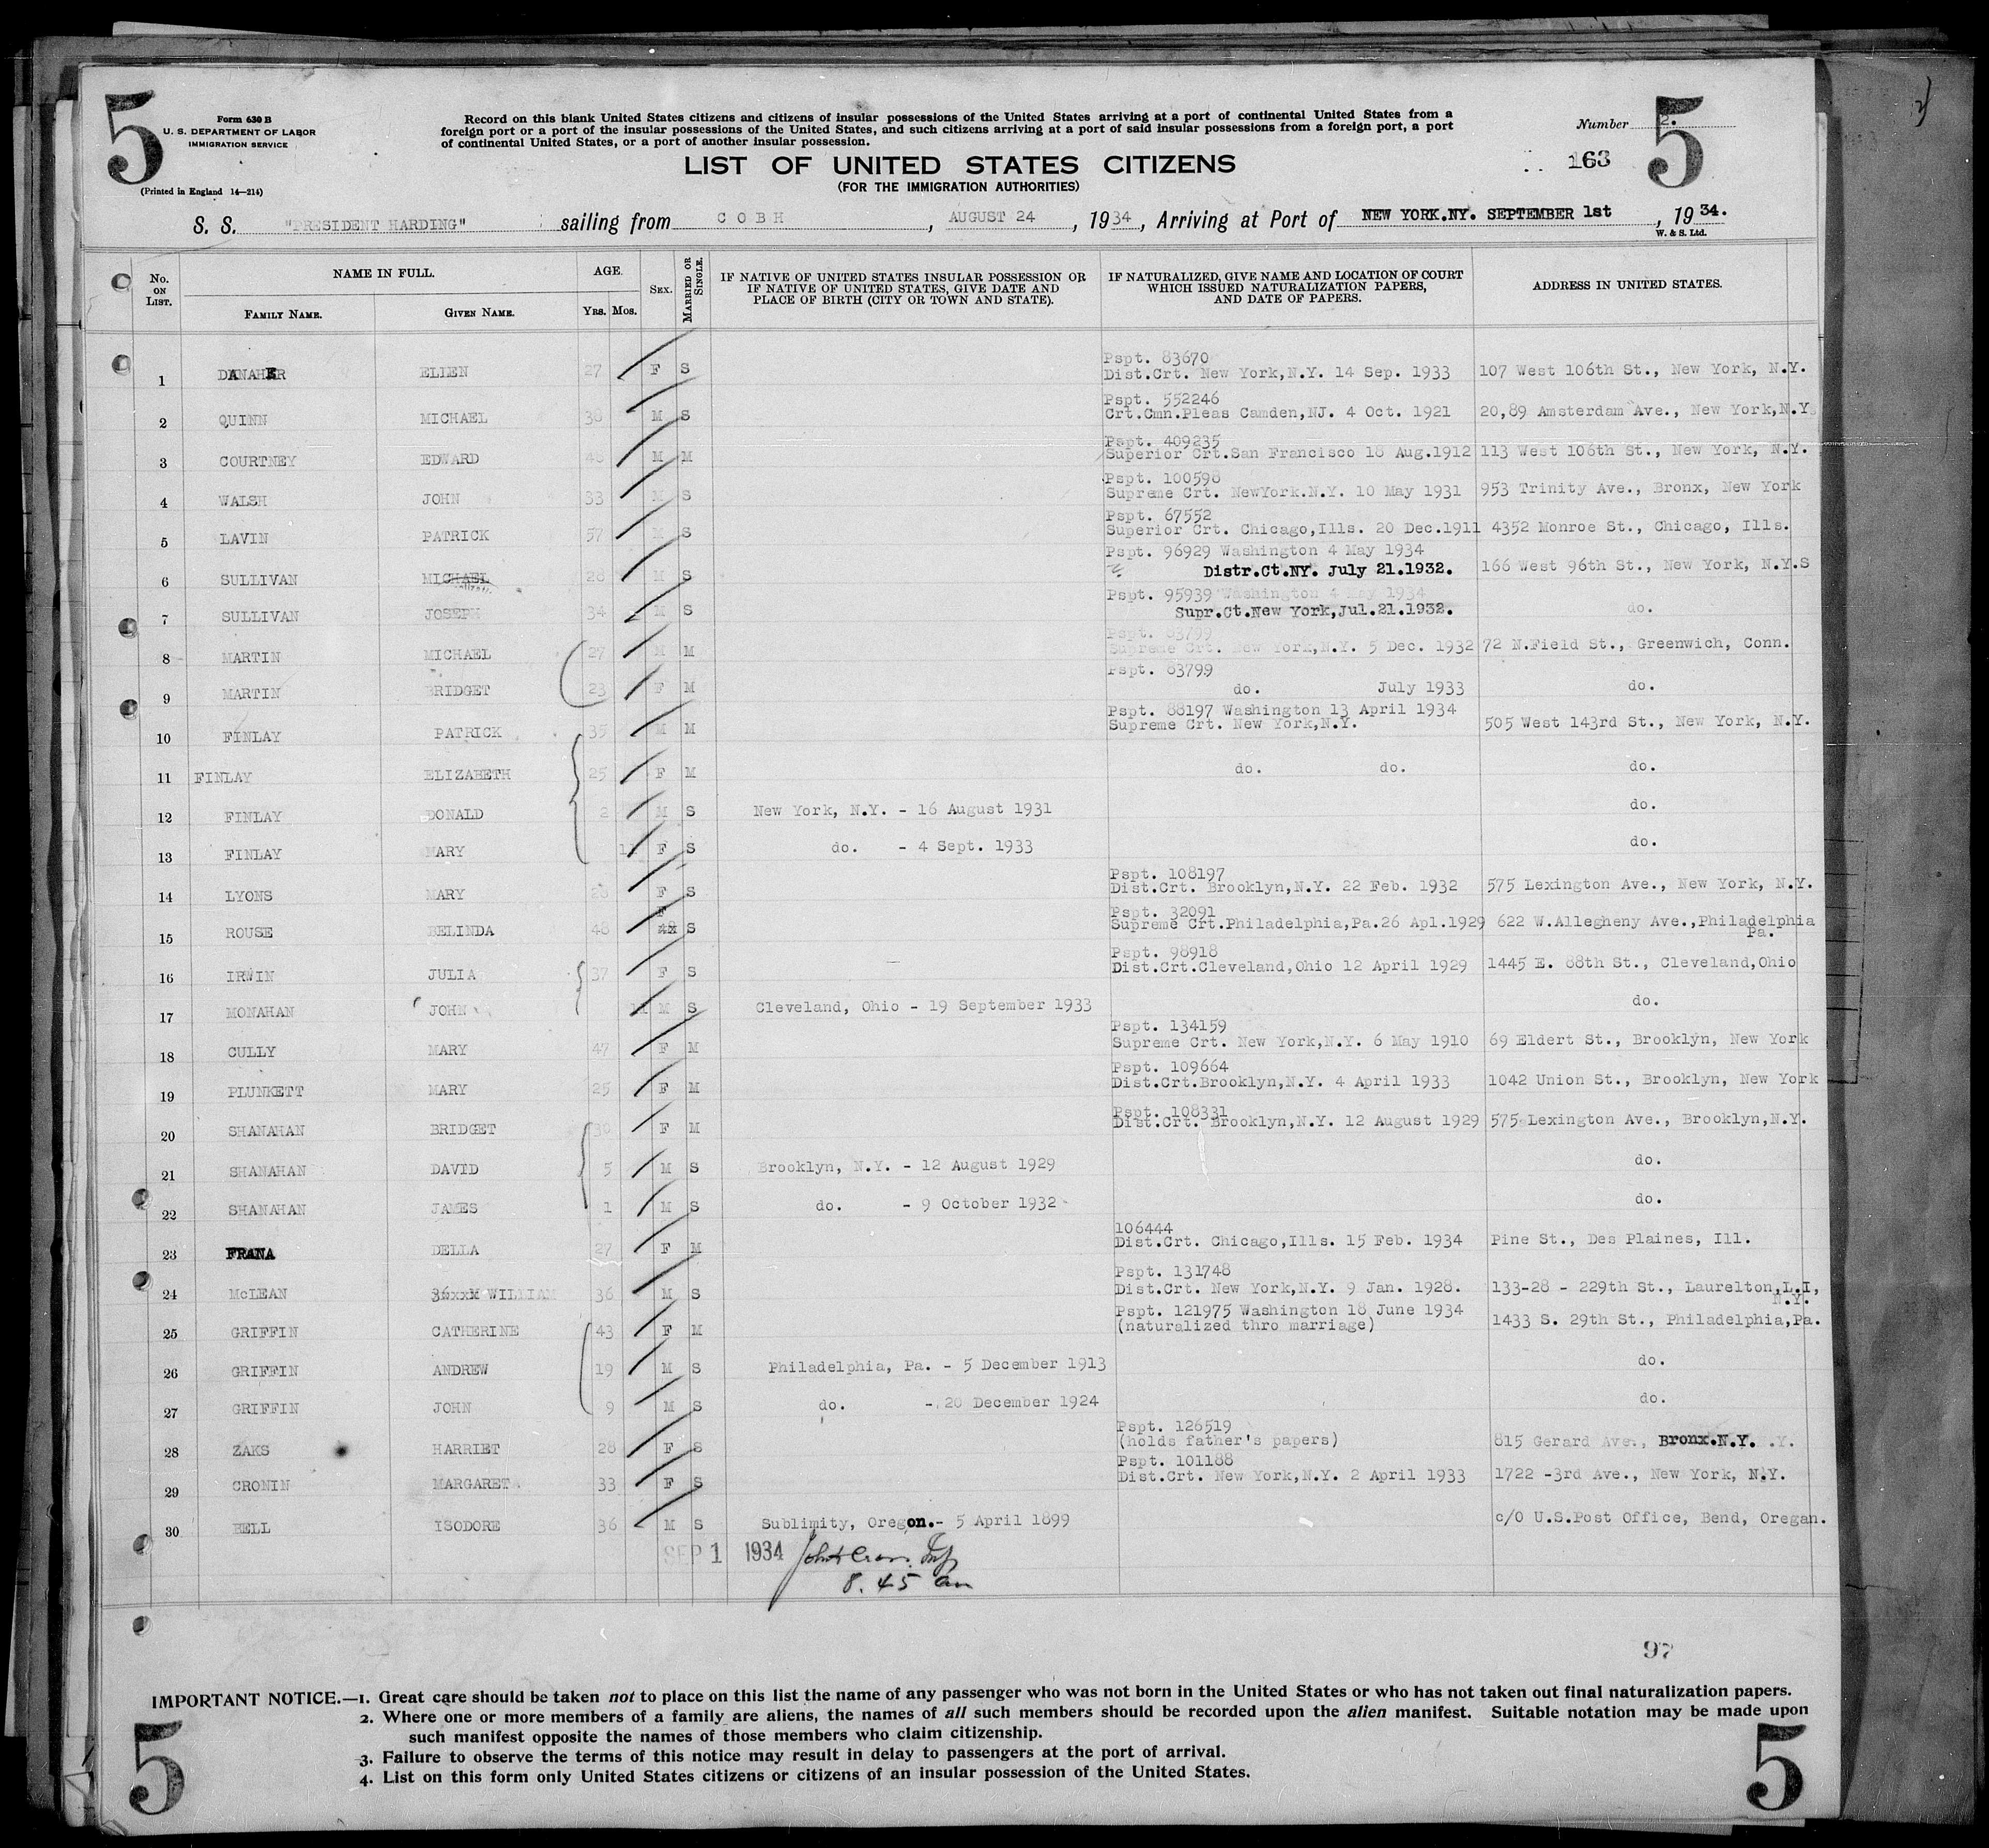 5
Form 630 B
U. S. DEPARTMENT OF LABOR
IMMIGRATION SERVICE
(Printed in England 14—214)
Record on this blank United States citizens and citizens of insular possessions of the United States arriving at a port of continental United States from a
foreign port or a port of the insular possessions of the United States, and such citizens arriving at a port of said insular possessions from a foreign port, a port
of continental United States, or a port of another insular possession.
LIST OF UNITED STATES CITIZENS
(FOR THE IMMIGRATION AUTHORITIES)
Number 2.
163
5
S. S. "PRESIDENT HARDING" sailing from COBH, AUGUST 24, 1934, Arriving at Port of NEW YORK.NY. SEPTEMBER 1st, 1934.
W. & S. Ltd.
No. ON LIST.
NAME IN FULL.
FAMILY NAME. GIVEN NAME.
AGE.
YRS. MOS.
SEX.
MARRIED OR SINGLE.
IF NATIVE OF UNITED STATES INSULAR POSSESSION OR
IF NATIVE OF UNITED STATES, GIVE DATE AND
PLACE OF BIRTH (CITY OR TOWN AND STATE).
IF NATURALIZED, GIVE NAME AND LOCATION OF COURT
WHICH ISSUED NATURALIZATION PAPERS,
AND DATE OF PAPERS.
ADDRESS IN UNITED STATES.
Pspt. 83670
1 DANAHER ELLEN 27 F S Dist.Crt. New York,N.Y. 14 Sep. 1933 107 West 106th St., New York, N.Y.
Pspt. 552246
2 QUINN MICHAEL M S Crt.Cmn.Pleas Camden,NJ. 4 Oct. 1921 20,89 Amsterdam Ave., New York,N.Y.
Pspt. 409235
3 COURTNEY EDWARD M M Superior Crt.San Francisco 18 Aug.1912 113 West 106th St., New York, N.Y.
Pspt. 100598
4 WALSH JOHN 33 M S Supreme Crt. NewYork.N.Y. 10 May 1931 953 Trinity Ave., Bronx, New York
Pspt. 67552
5 LAVIN PATRICK 57 M S Superior Crt. Chicago,Ills. 20 Dec.1911 4352 Monroe St., Chicago, Ills.
Pspt. 96929 Washington 4 May 1934
6 SULLIVAN MICHAEL 28 M S Distr.Ct.NY. July 21.1932. 166 West 96th St., New York, N.Y.S
Pspt. 95939 Washington 4 May 1934
7 SULLIVAN JOSEPH 34 M S Supr.Ct.New York,Jul.21.1932. do.
Pspt. 83799
8 MARTIN MICHAEL 27 M M Supreme Crt. New York,N.Y. 5 Dec. 1932 72 N.Field St., Greenwich, Conn.
Pspt. 83799
9 MARTIN BRIDGET 23 F M do. July 1933 do.
Pspt. 88197 Washington 13 April 1934
10 FINLAY PATRICK 35 M M Supreme Crt. New York,N.Y. 505 West 143rd St., New York, N.Y.
11 FINLAY ELIZABETH 25 F M do. do. do.
12 FINLAY DONALD 2 M S New York, N.Y. - 16 August 1931 do.
13 FINLAY MARY F S do. - 4 Sept. 1933 do.
Pspt. 108197
14 LYONS MARY F S Dist.Crt. Brooklyn,N.Y. 22 Feb. 1932 575 Lexington Ave., New York, N.Y.
Pspt. 32091
15 ROUSE BELINDA 48 F S Supreme Crt.Philadelphia,Pa.26 Apl.1929 622 W.Allegheny Ave.,Philadelphia
Pa.
Pspt. 98918
16 IRWIN JULIA 37 F S Dist.Crt.Cleveland,Ohio 12 April 1929 1445 E. 88th St., Cleveland,Ohio
17 MONAHAN JOHN 11 M S Cleveland, Ohio - 19 September 1933 do.
Pspt. 134159
18 CULLY MARY 47 F M Supreme Crt. New York,N.Y. 6 May 1910 69 Eldert St., Brooklyn, New York
Pspt. 109664
19 PLUNKETT MARY 25 F M Dist.Crt.Brooklyn,N.Y. 4 April 1933 1042 Union St., Brooklyn, New York
Pspt. 108331
20 SHANAHAN BRIDGET 30 F M Dist.Crt. Brooklyn,N.Y. 12 August 1929 575 Lexington Ave., Brooklyn,N.Y.
21 SHANAHAN DAVID 5 M S Brooklyn, N.Y. - 12 August 1929 do.
22 SHANAHAN JAMES 1 M S do. - 9 October 1932 do.
106444
23 FRANA DELLA 27 F M Dist.Crt. Chicago,Ills. 15 Feb. 1934 Pine St., Des Plaines, Ill.
Pspt. 131748
24 McLEAN WILLIAM 36 M S Dist.Crt. New York,N.Y. 9 Jan. 1928. 133-28 - 229th St., Laurelton,L.I,
N.Y.
Pspt. 121975 Washington 18 June 1934
25 GRIFFIN CATHERINE 43 F M (naturalized thro marriage) 1433 S. 29th St., Philadelphia,Pa.
26 GRIFFIN ANDREW 19 M S Philadelphia, Pa. - 5 December 1913 do.
27 GRIFFIN JOHN 9 M S do. - 20 December 1924 do.
Pspt. 126519
28 ZAKS HARRIET 28 F S (holds father's papers) 815 Gerard Ave., Bronx.N.Y. .Y.
Pspt. 101188
29 CRONIN MARGARET 33 F S Dist.Crt. New York,N.Y. 2 April 1933 1722 -3rd Ave., New York, N.Y.
30 BELL ISODORE 36 M S Sublimity, Oregon.- 5 April 1899 c/O U.S.Post Office, Bend, Oregan.
SEP 1 1934
8.45 am
97
IMPORTANT NOTICE.—1. Great care should be taken not to place on this list the name of any passenger who was not born in the United States or who has not taken out final naturalization papers.
2. Where one or more members of a family are aliens, the names of all such members should be recorded upon the alien manifest. Suitable notation may be made upon
such manifest opposite the names of those members who claim citizenship.
3. Failure to observe the terms of this notice may result in delay to passengers at the port of arrival.
4. List on this form only United States citizens or citizens of an insular possession of the United States.
5
5